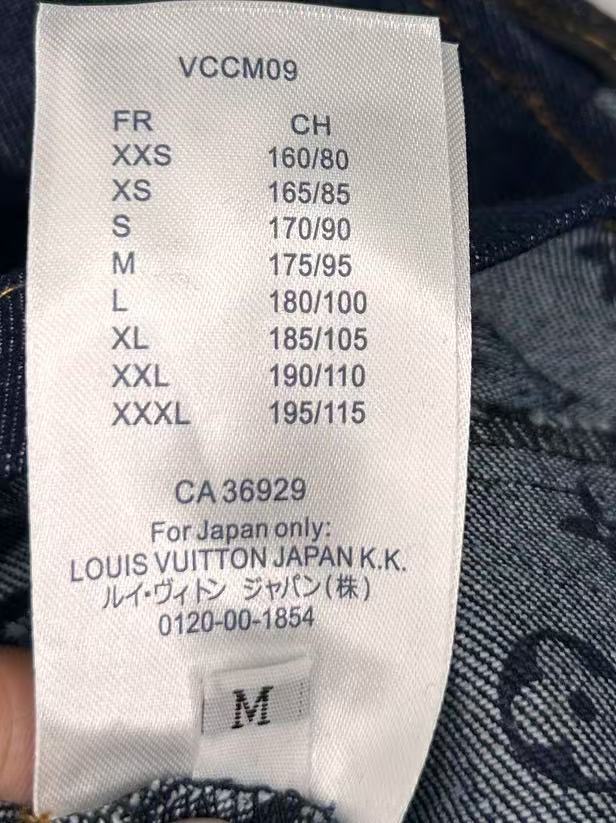 VCCM09
FR CH
XXS 160/80
XS 165/85
S 170/90
M 175/95
L 180/100
XL 185/105
XXL 190/110
XXXL 195/115
CA 36929
For Japan only:
LOUIS VUITTON JAPAN K.K.
ルイ・ヴィトン ジャパン(株)
0120-00-1854
M